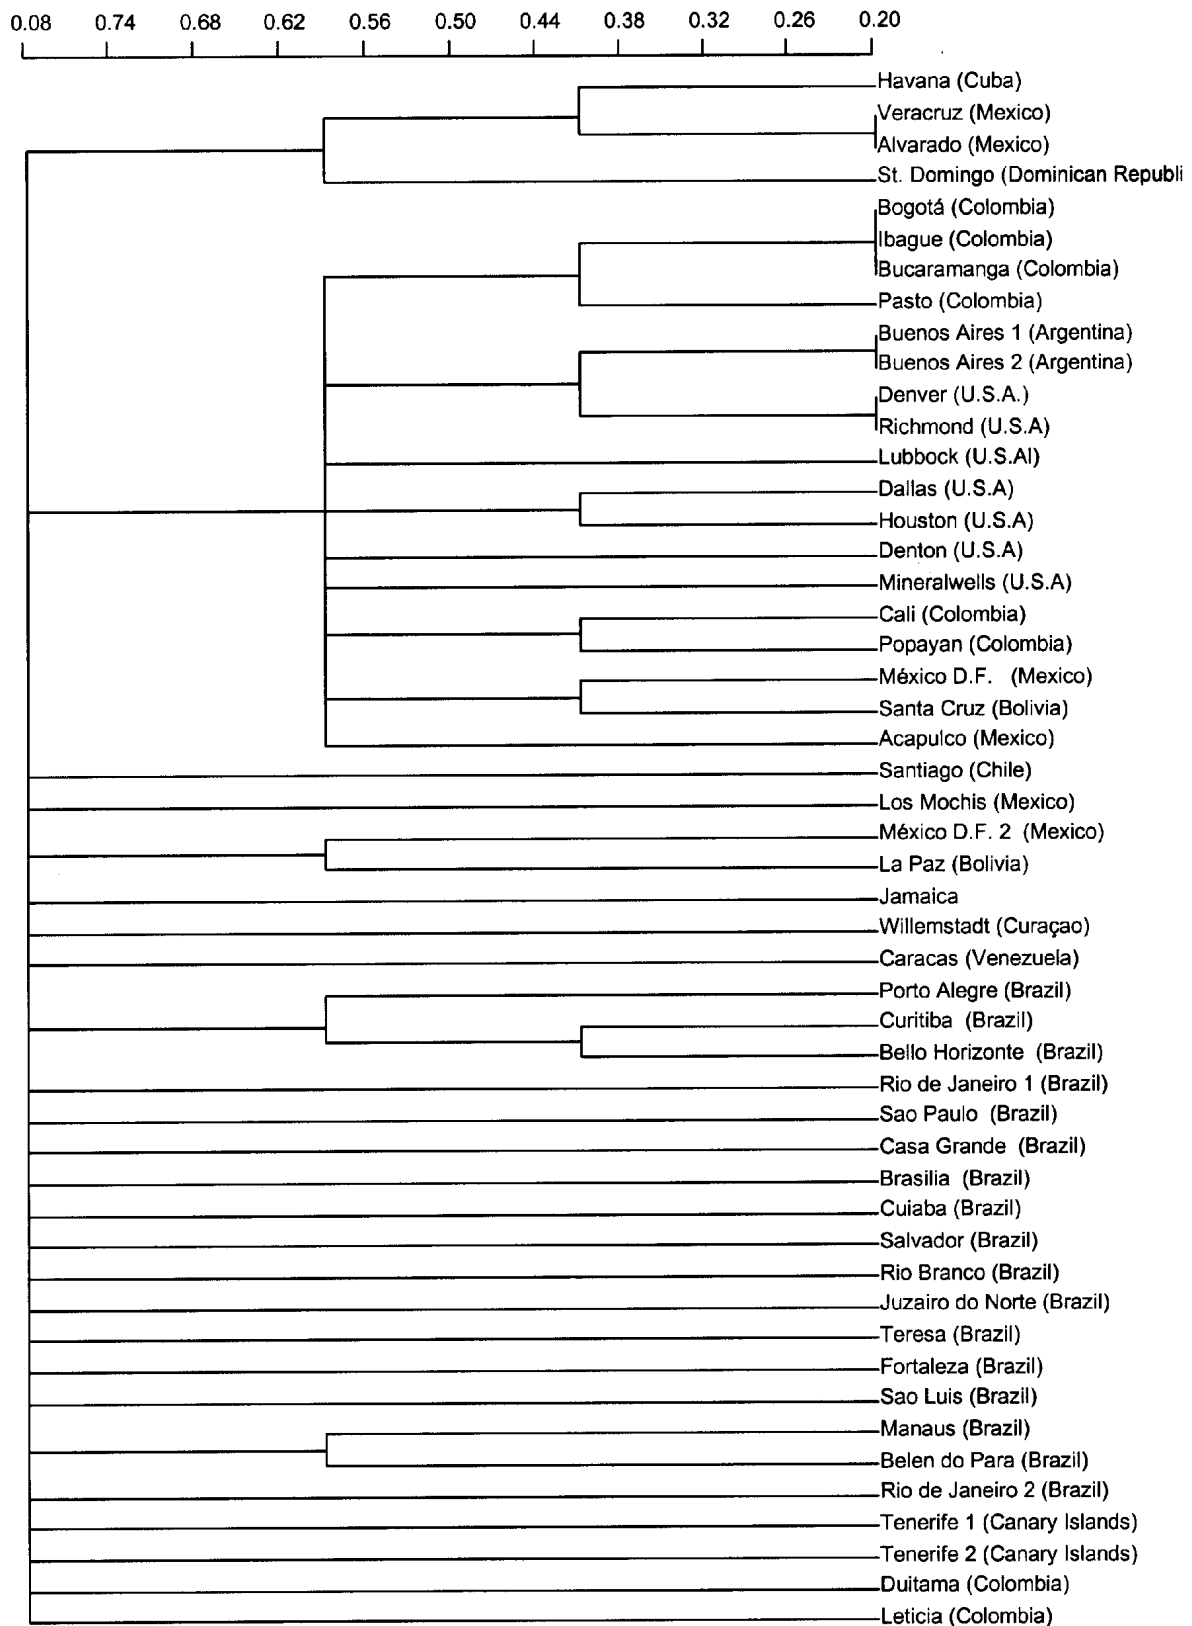 0.08 0.74 0.68 0.62 0.56 0.50 0.44 0.38 0.32 0.26 0.20
Havana (Cuba)
Veracruz (Mexico)
Alvarado (Mexico)
St. Domingo (Dominican Republi
Bogotá (Colombia)
Ibague (Colombia)
Bucaramanga (Colombia)
Pasto (Colombia)
Buenos Aires 1 (Argentina)
Buenos Aires 2 (Argentina)
Denver (U.S.A.)
Richmond (U.S.A)
Lubbock (U.S.Al)
Dallas (U.S.A)
Houston (U.S.A)
Denton (U.S.A)
Mineralwells (U.S.A)
Cali (Colombia)
Popayan (Colombia)
México D.F. (Mexico)
Santa Cruz (Bolivia)
Acapulco (Mexico)
Santiago (Chile)
Los Mochis (Mexico)
México D.F. 2 (Mexico)
La Paz (Bolivia)
Jamaica
Willemstadt (Curaçao)
Caracas (Venezuela)
Porto Alegre (Brazil)
Curitiba (Brazil)
Bello Horizonte (Brazil)
Rio de Janeiro 1 (Brazil)
Sao Paulo (Brazil)
Casa Grande (Brazil)
Brasilia (Brazil)
Cuiaba (Brazil)
Salvador (Brazil)
Rio Branco (Brazil)
Juzairo do Norte (Brazil)
Teresa (Brazil)
Fortaleza (Brazil)
Sao Luis (Brazil)
Manaus (Brazil)
Belen do Para (Brazil)
Rio de Janeiro 2 (Brazil)
Tenerife 1 (Canary Islands)
Tenerife 2 (Canary Islands)
Duitama (Colombia)
Leticia (Colombia)